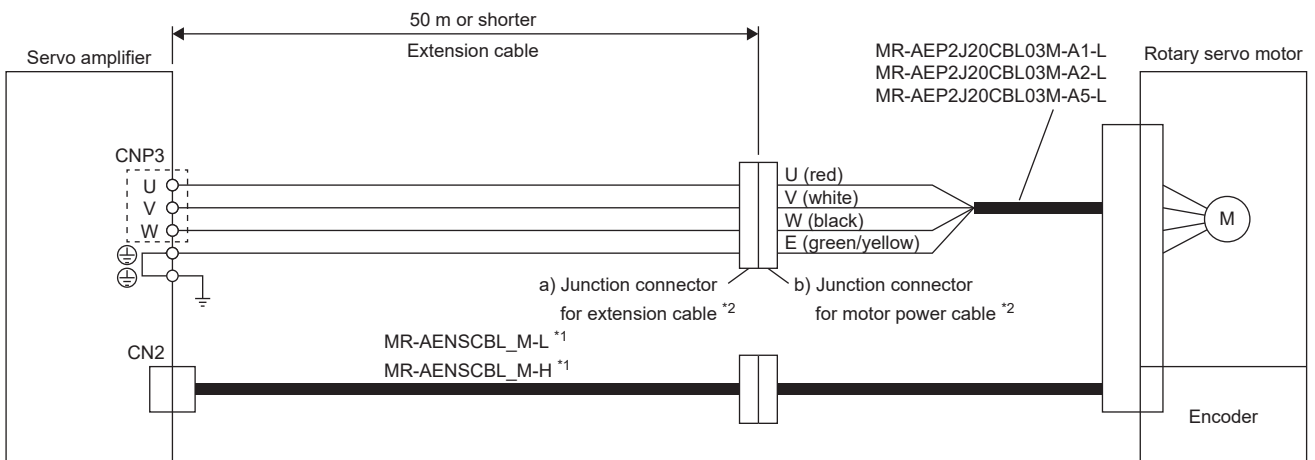 50 m or shorter
Extension cable
Servo amplifier
MR-AEP2J20CBL03M-A1-L
MR-AEP2J20CBL03M-A2-L
MR-AEP2J20CBL03M-A5-L
Rotary servo motor
CNP3
U
V
W
U (red)
V (white)
W (black)
E (green/yellow)
M
a) Junction connector
for extension cable *2
b) Junction connector
for motor power cable *2
MR-AENSCBL_M-L *1
MR-AENSCBL_M-H *1
CN2
Encoder